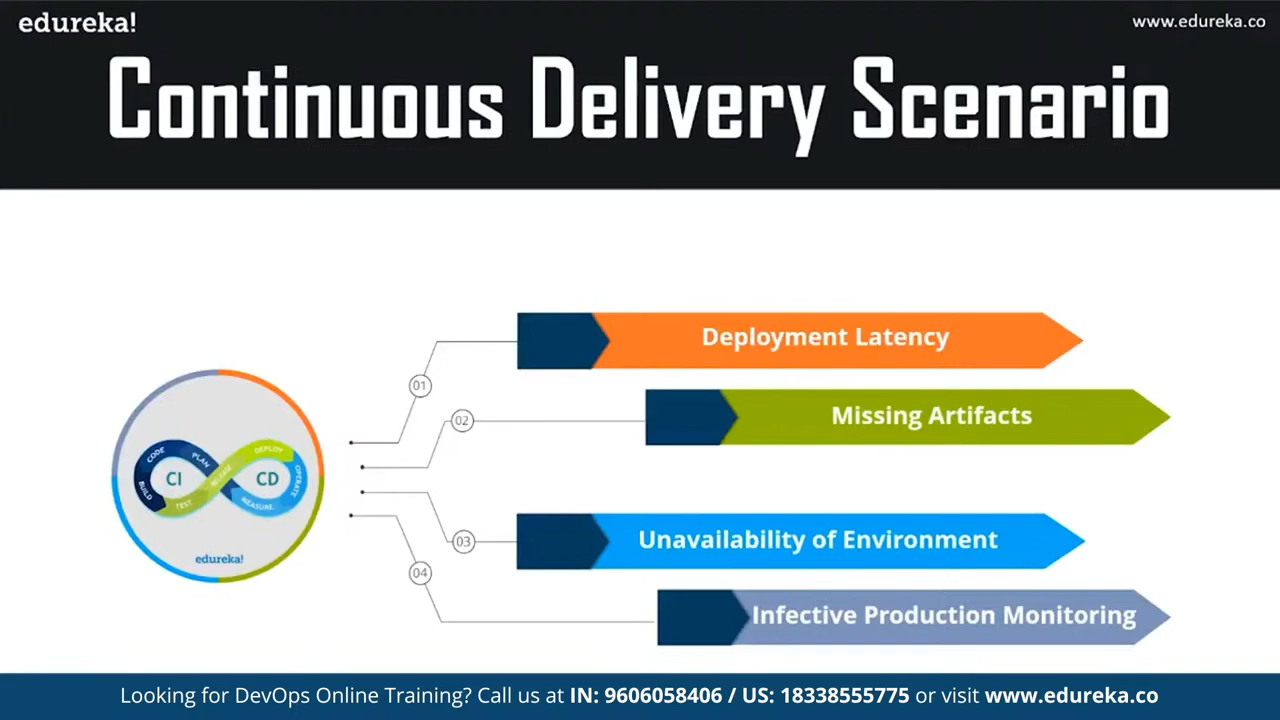 edureka!
www.edureka.co
Continuous Delivery Scenario
Deployment Latency
01
Missing Artifacts
02
CODE
PLAN
BUILD
TEST
CI
RELEASE
DEPLOY
OPERATE
MEASURE
CD
edureka!
03
Unavailability of Environment
04
Infective Production Monitoring
Looking for DevOps Online Training? Call us at IN: 9606058406 / US: 18338555775 or visit www.edureka.co